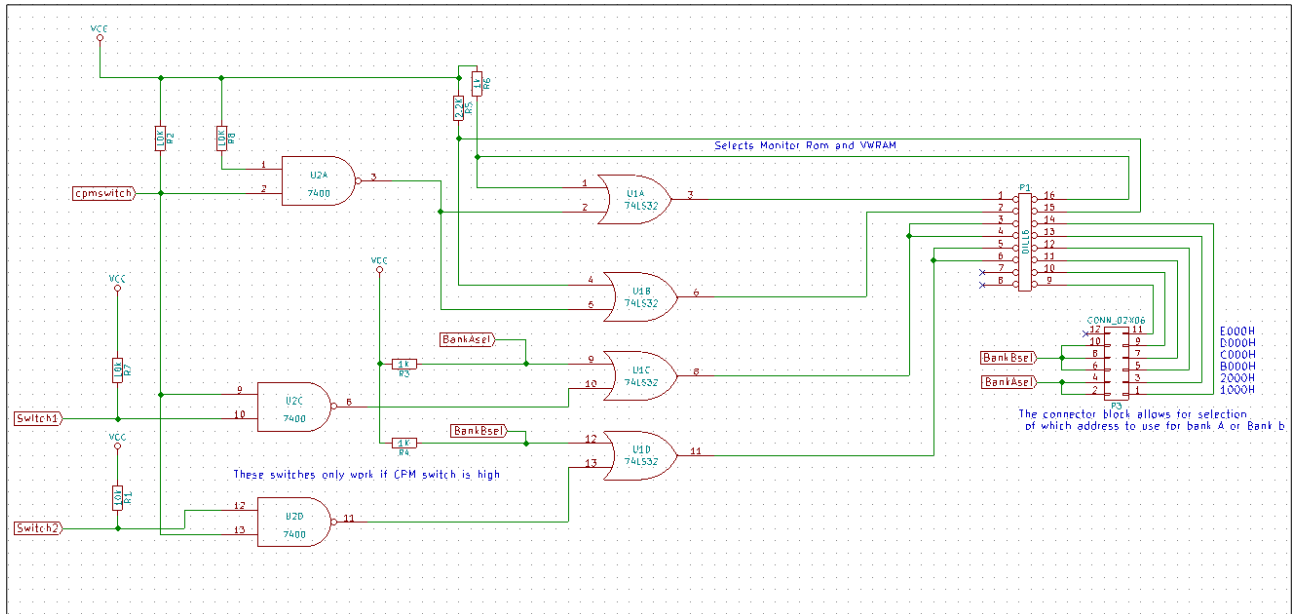 VCC
R2
10K
R8
10K
2.2K
R5
1K
R6
Selects Monitor Rom and VWRAM
cpmswitch
1
2
U2A
7400
3
1
2
U1A
74LS32
3
P1
1
2
3
4
5
6
7
8
16
15
14
13
12
11
10
9
VCC
VCC
4
5
U1B
74LS32
6
BankAsel
1K
R3
9
10
U1C
74LS32
8
CONN_02X06
12
10
8
6
4
2
11
9
7
5
3
1
P3
E000H
D000H
C000H
B000H
2000H
1000H
BankBsel
BankAsel
The connector block allows for selection
of which address to use for bank A or Bank b
R7
Switch1
9
10
U2C
7400
8
BankBsel
1K
R4
12
13
U1D
74LS32
11
VCC
10k
R1
These switches only work if CPM switch is high
Switch2
12
13
U2D
7400
11